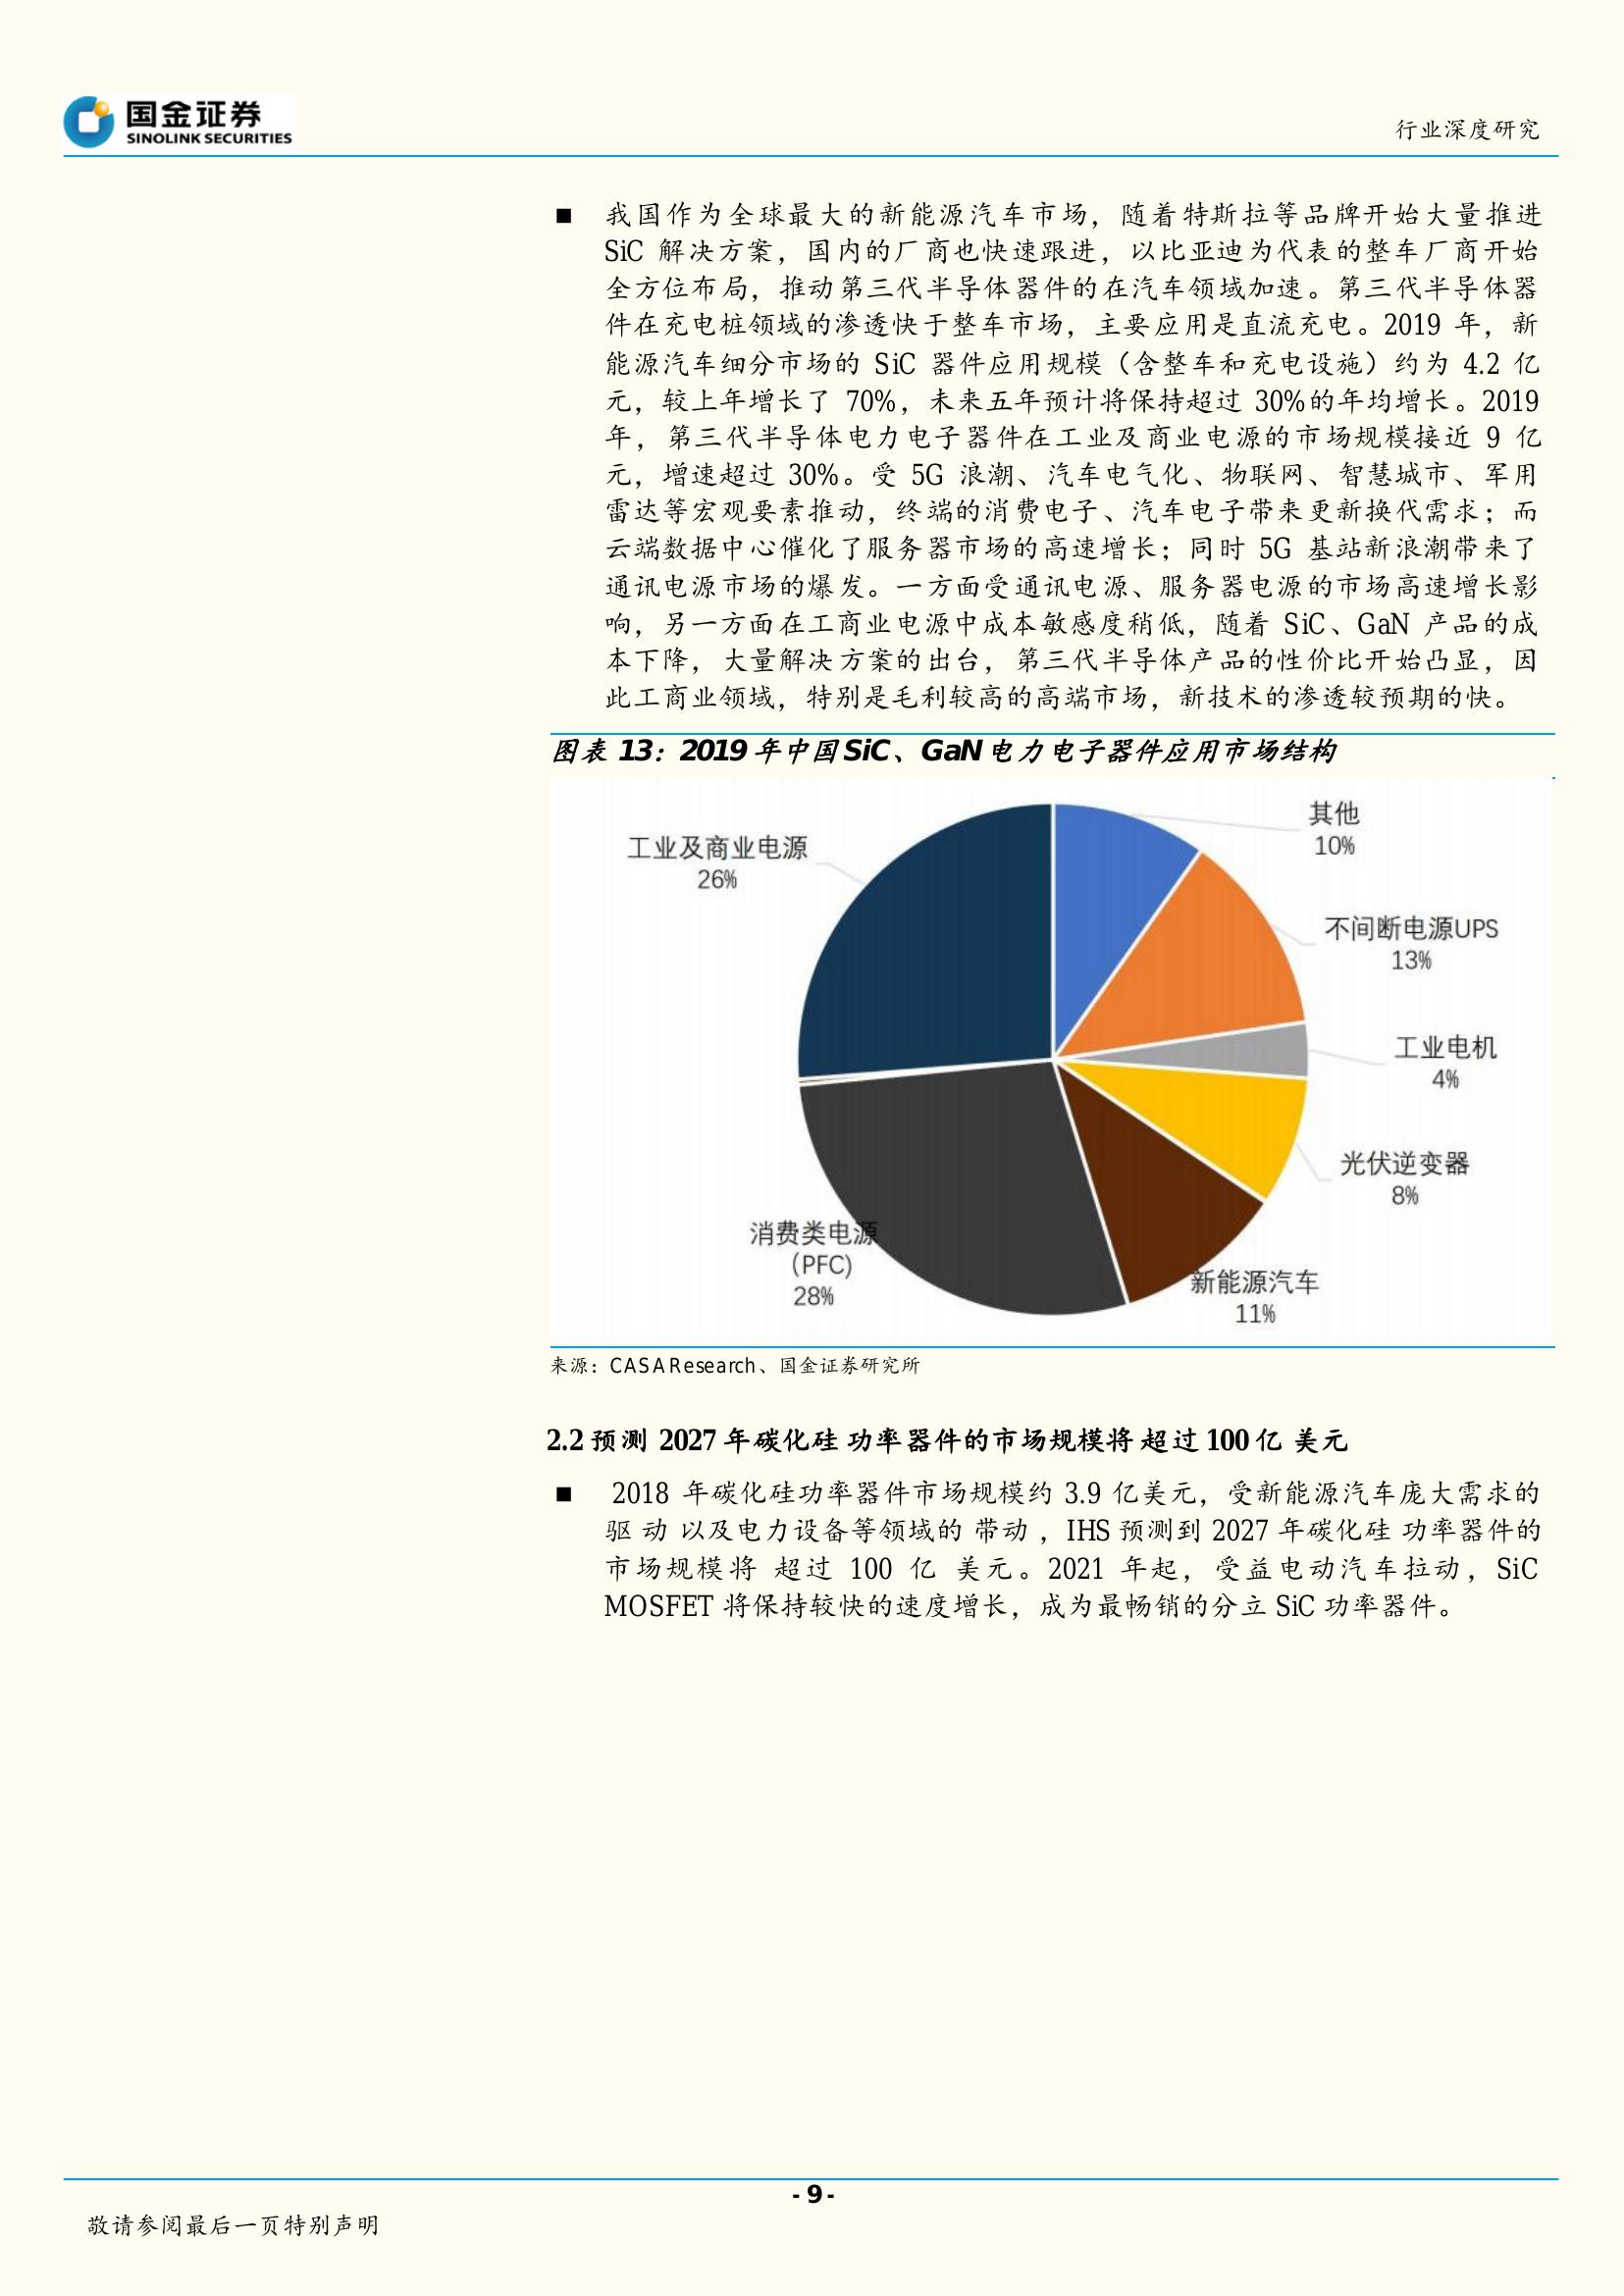 国金证券
SINOLINK SECURITIES
行业深度研究
■ 我国作为全球最大的新能源汽车市场，随着特斯拉等品牌开始大量推进
SiC 解决方案，国内的厂商也快速跟进，以比亚迪为代表的整车厂商开始
全方位布局，推动第三代半导体器件的在汽车领域加速。第三代半导体器
件在充电桩领域的渗透快于整车市场，主要应用是直流充电。2019 年，新
能源汽车细分市场的 SiC 器件应用规模（含整车和充电设施）约为 4.2 亿
元，较上年增长了 70%，未来五年预计将保持超过 30%的年均增长。2019
年，第三代半导体电力电子器件在工业及商业电源的市场规模接近 9 亿
元，增速超过 30%。受 5G 浪潮、汽车电气化、物联网、智慧城市、军用
雷达等宏观要素推动，终端的消费电子、汽车电子带来更新换代需求；而
云端数据中心催化了服务器市场的高速增长；同时 5G 基站新浪潮带来了
通讯电源市场的爆发。一方面受通讯电源、服务器电源的市场高速增长影
响，另一方面在工商业电源中成本敏感度稍低，随着 SiC、GaN 产品的成
本下降，大量解决方案的出台，第三代半导体产品的性价比开始凸显，因
此工商业领域，特别是毛利较高的高端市场，新技术的渗透较预期的快。
图表 13：2019 年中国 SiC、GaN 电力电子器件应用市场结构
其他
10%
工业及商业电源
26%
不间断电源UPS
13%
工业电机
4%
光伏逆变器
8%
消费类电源
（PFC）
28%
新能源汽车
11%
来源：CASAResearch、国金证券研究所
2.2 预测 2027 年碳化硅 功率器件的市场规模将 超过 100 亿 美元
■ 2018 年碳化硅功率器件市场规模约 3.9 亿美元，受新能源汽车庞大需求的
驱 动 以及电力设备等领域的 带动 ，IHS 预测到 2027 年碳化硅 功率器件的
市场规模将 超过 100 亿 美元。2021 年起，受益电动汽车拉动，SiC
MOSFET 将保持较快的速度增长，成为最畅销的分立 SiC 功率器件。
- 9 -
敬请参阅最后一页特别声明